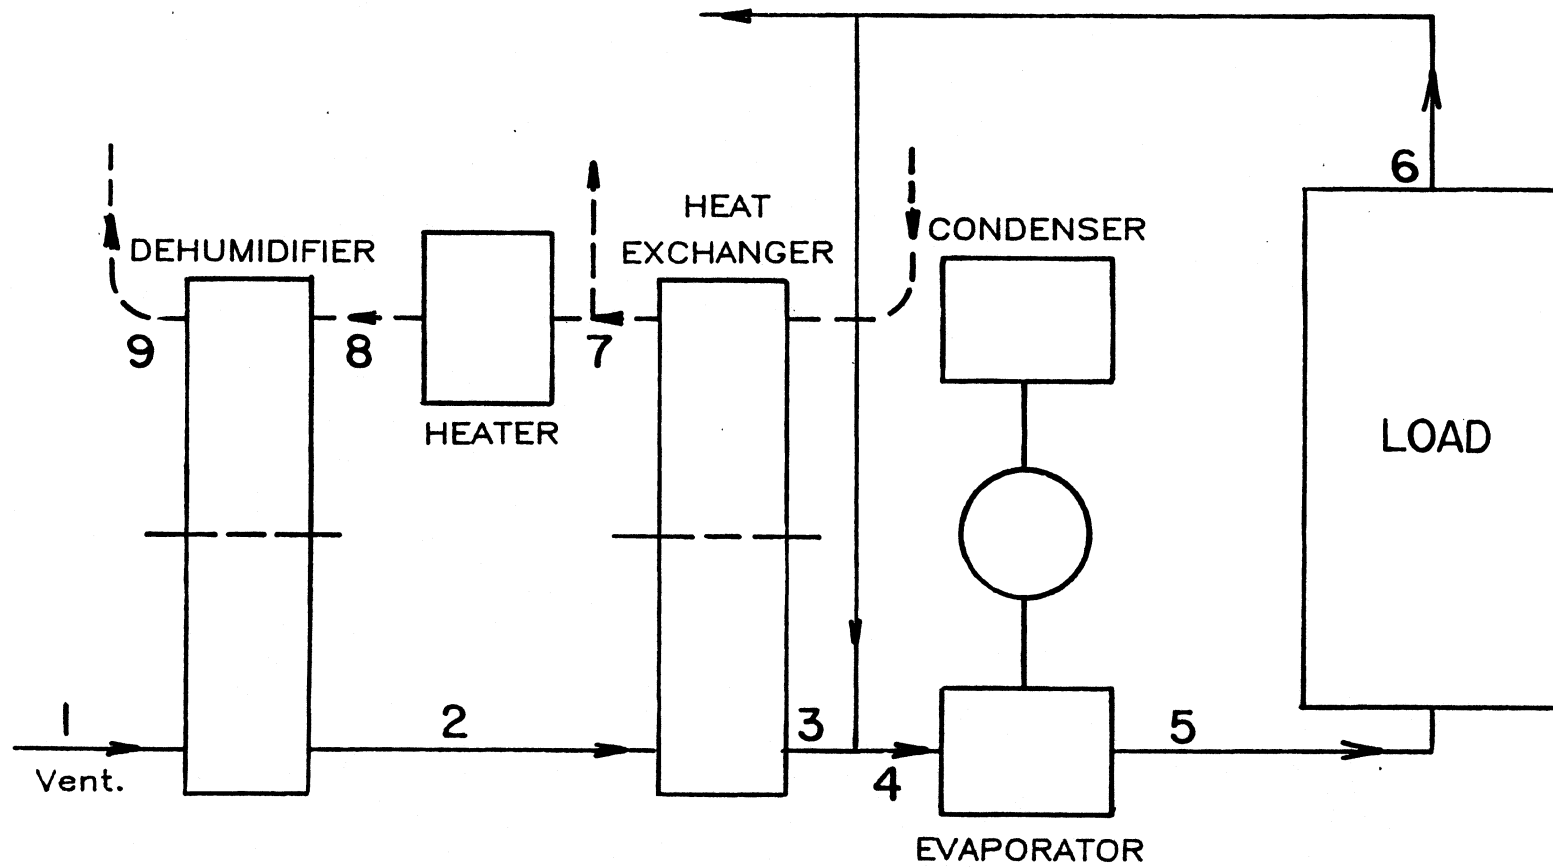 6
HEAT
EXCHANGER
CONDENSER
DEHUMIDIFIER
9
8
7
HEATER
LOAD
1
2
3
5
Vent.
4
EVAPORATOR